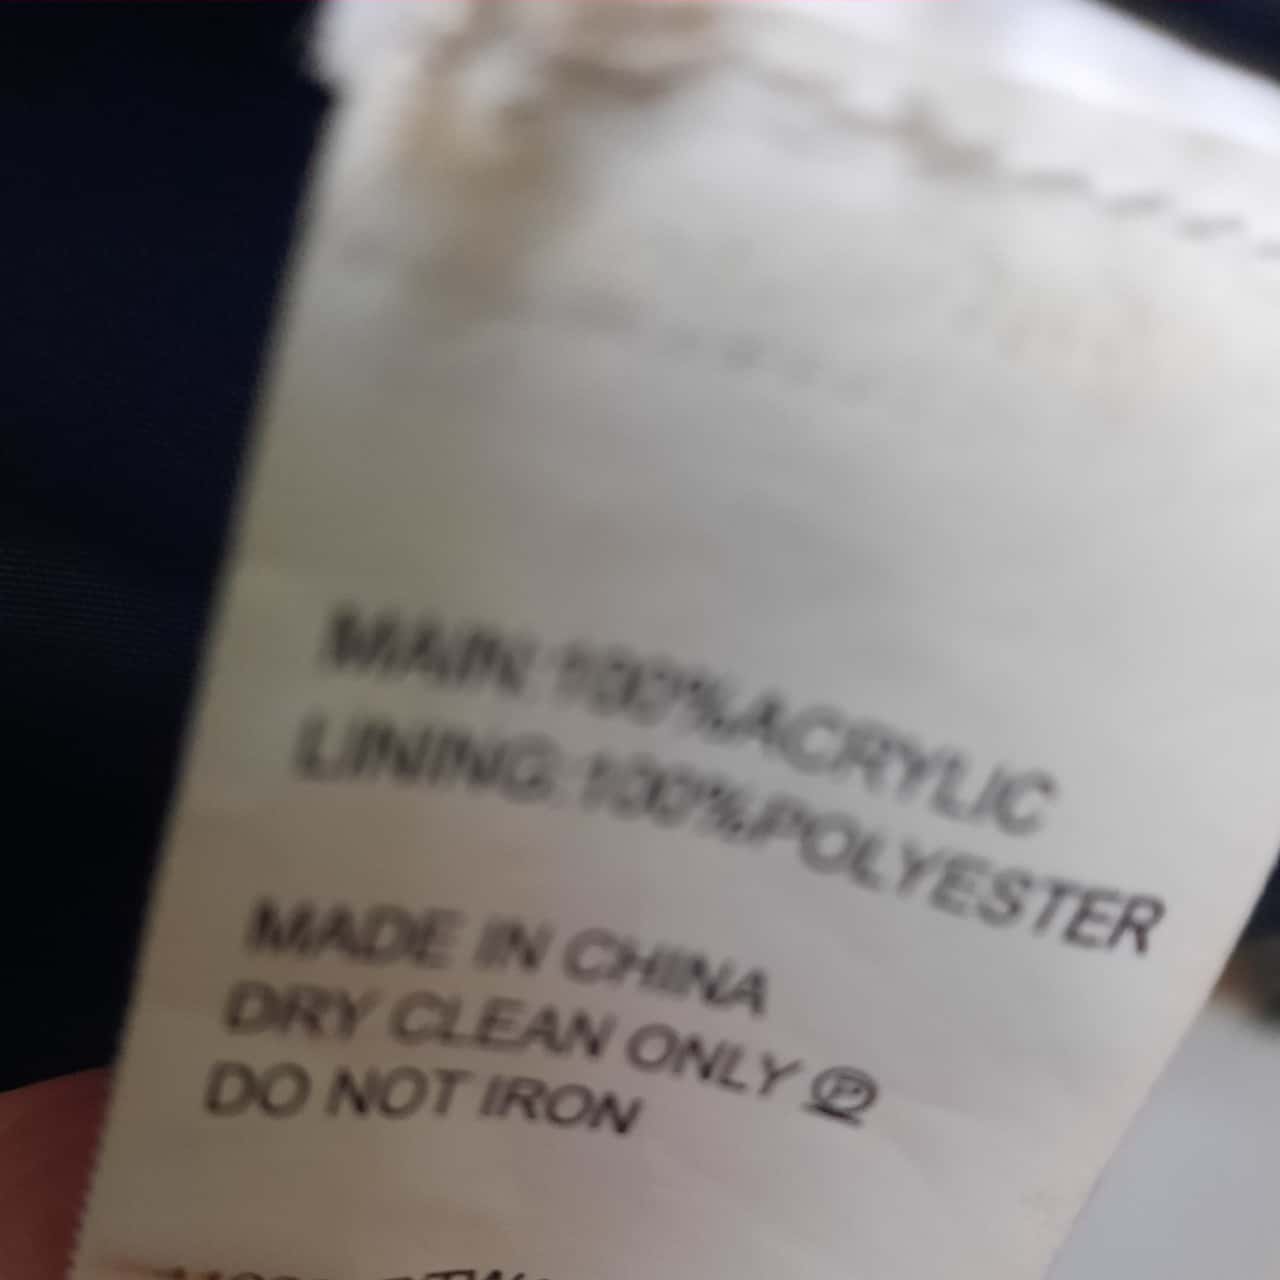 MAIN:100%ACRYLIC
LINING:100%POLYESTER
MADE IN CHINA
DRY CLEAN ONLY Ⓟ
DO NOT IRON